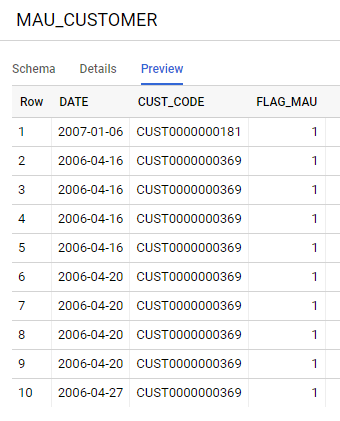 MAU_CUSTOMER
Schema Details Preview
Row DATE CUST_CODE FLAG_MAU
1 2007-01-06 CUST0000000181 1
2 2006-04-16 CUST0000000369 1
3 2006-04-16 CUST0000000369 1
4 2006-04-16 CUST0000000369 1
5 2006-04-16 CUST0000000369 1
6 2006-04-20 CUST0000000369 1
7 2006-04-20 CUST0000000369 1
8 2006-04-20 CUST0000000369 1
9 2006-04-20 CUST0000000369 1
10 2006-04-27 CUST0000000369 1